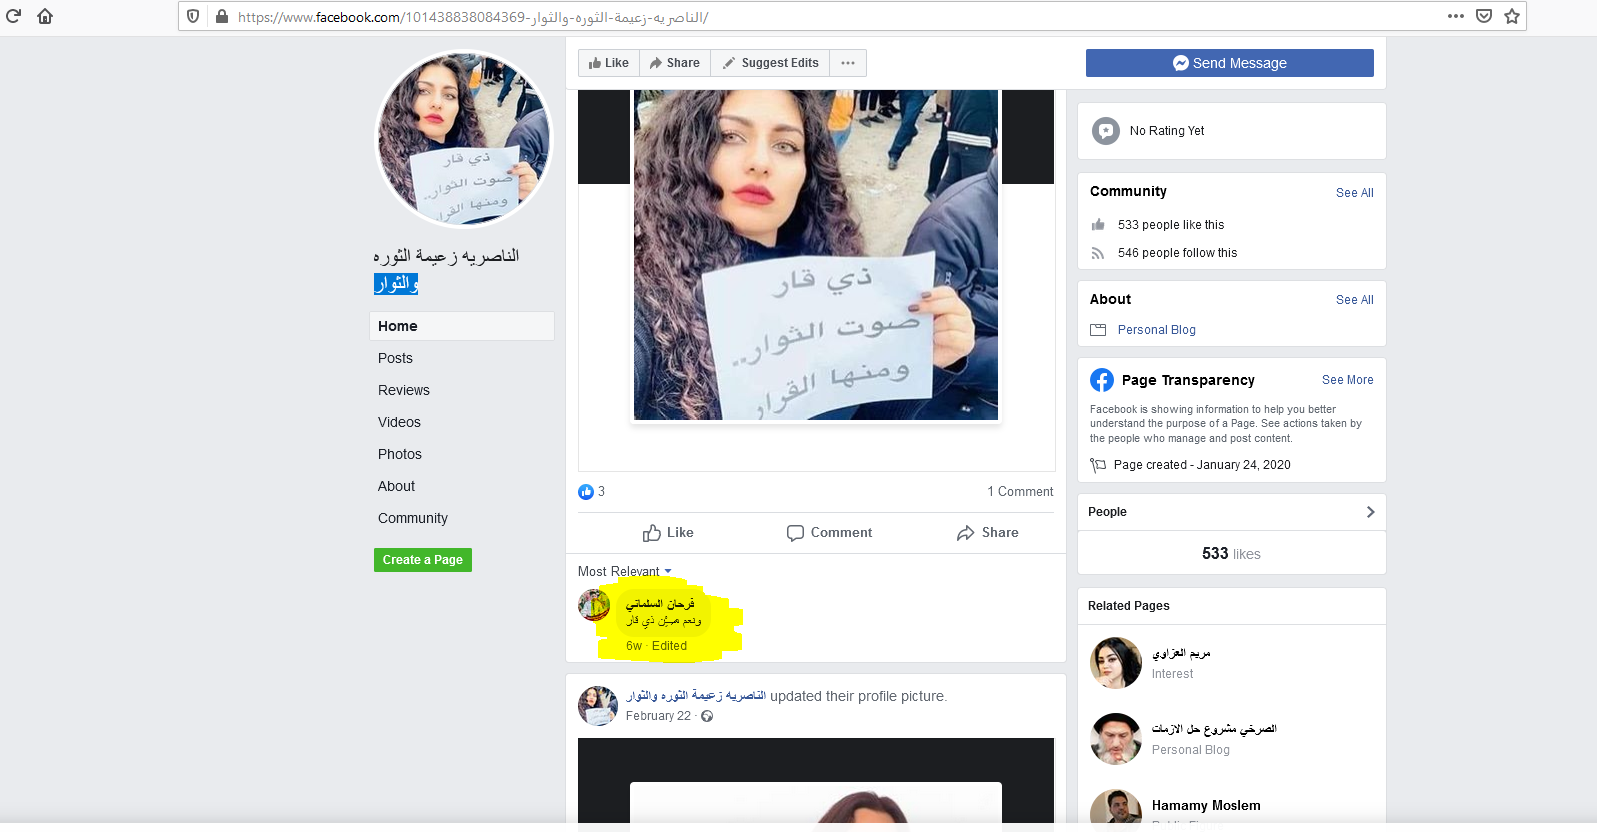 https://www.facebook.com/101438838084369-الناصريه-زعيمة-الثوره-والثوار/
ذي قار
صوت الثوار..
ومنها القرار
الناصريه زعيمة الثوره
والثوار
Home
Posts
Reviews
Videos
Photos
About
Community
Create a Page
Like
Share
Suggest Edits
Send Message
ذي قار
صوت الثوار..
ومنها القرار
3
1 Comment
Like
Comment
Share
Most Relevant
فرحان السلماني
ونعم منين ذي قار
6w · Edited
الناصريه زعيمة الثوره والثوار updated their profile picture.
February 22 ·
No Rating Yet
Community
See All
533 people like this
546 people follow this
About
See All
Personal Blog
Page Transparency
See More
Facebook is showing information to help you better
understand the purpose of a Page. See actions taken by
the people who manage and post content.
Page created - January 24, 2020
People
533 likes
Related Pages
مريم العزاوي
Interest
الصرخي مشروع حل الازمات
Personal Blog
Hamamy Moslem